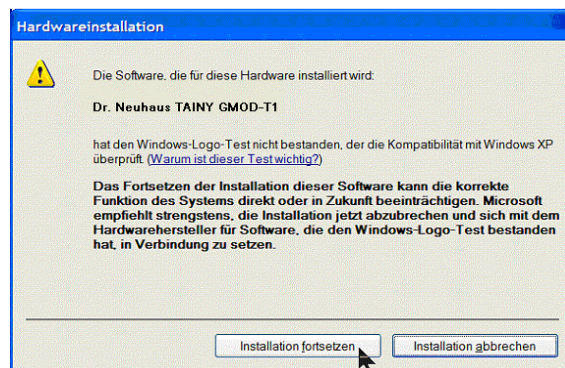 Hardwareinstallation
Die Software, die für diese Hardware installiert wird:
Dr. Neuhaus TAINY GMOD-T1
hat den Windows-Logo-Test nicht bestanden, der die Kompatibilität mit Windows XP
überprüft. (Warum ist dieser Test wichtig?)
Das Fortsetzen der Installation dieser Software kann die korrekte
Funktion des Systems direkt oder in Zukunft beeinträchtigen. Microsoft
empfiehlt strengstens, die Installation jetzt abzubrechen und sich mit dem
Hardwarehersteller für Software, die den Windows-Logo-Test bestanden
hat, in Verbindung zu setzen.
Installation fortsetzen
Installation abbrechen